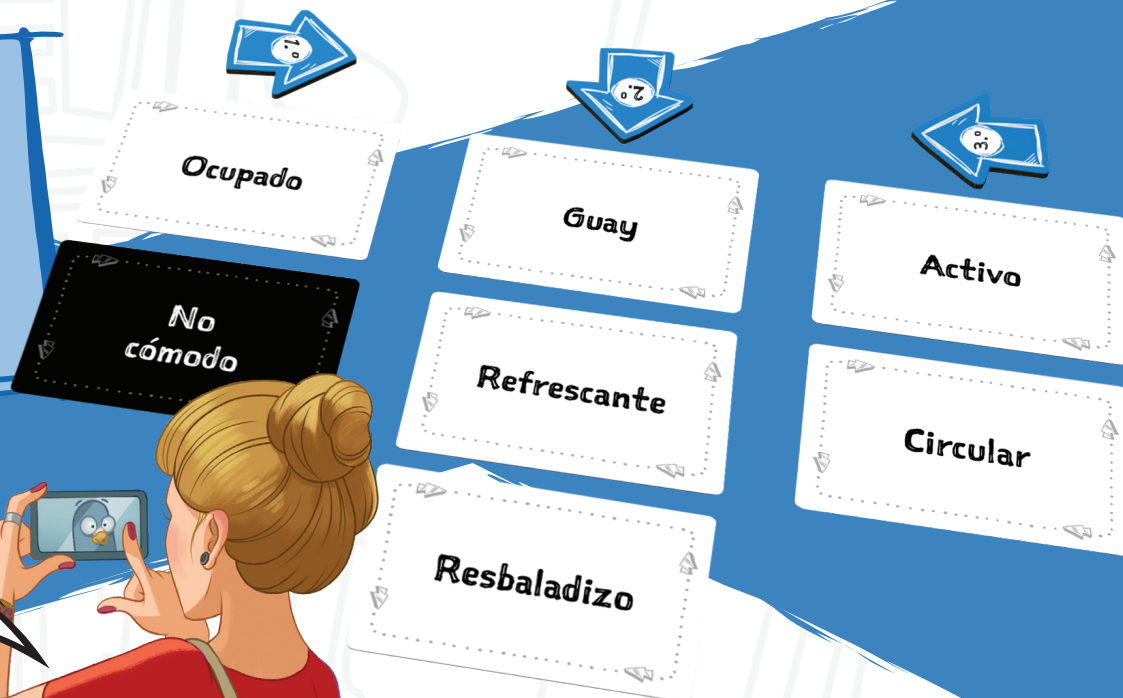 1.º
Ocupado
No
cómodo
2.º
Guay
Refrescante
Resbaladizo
3.º
Activo
Circular